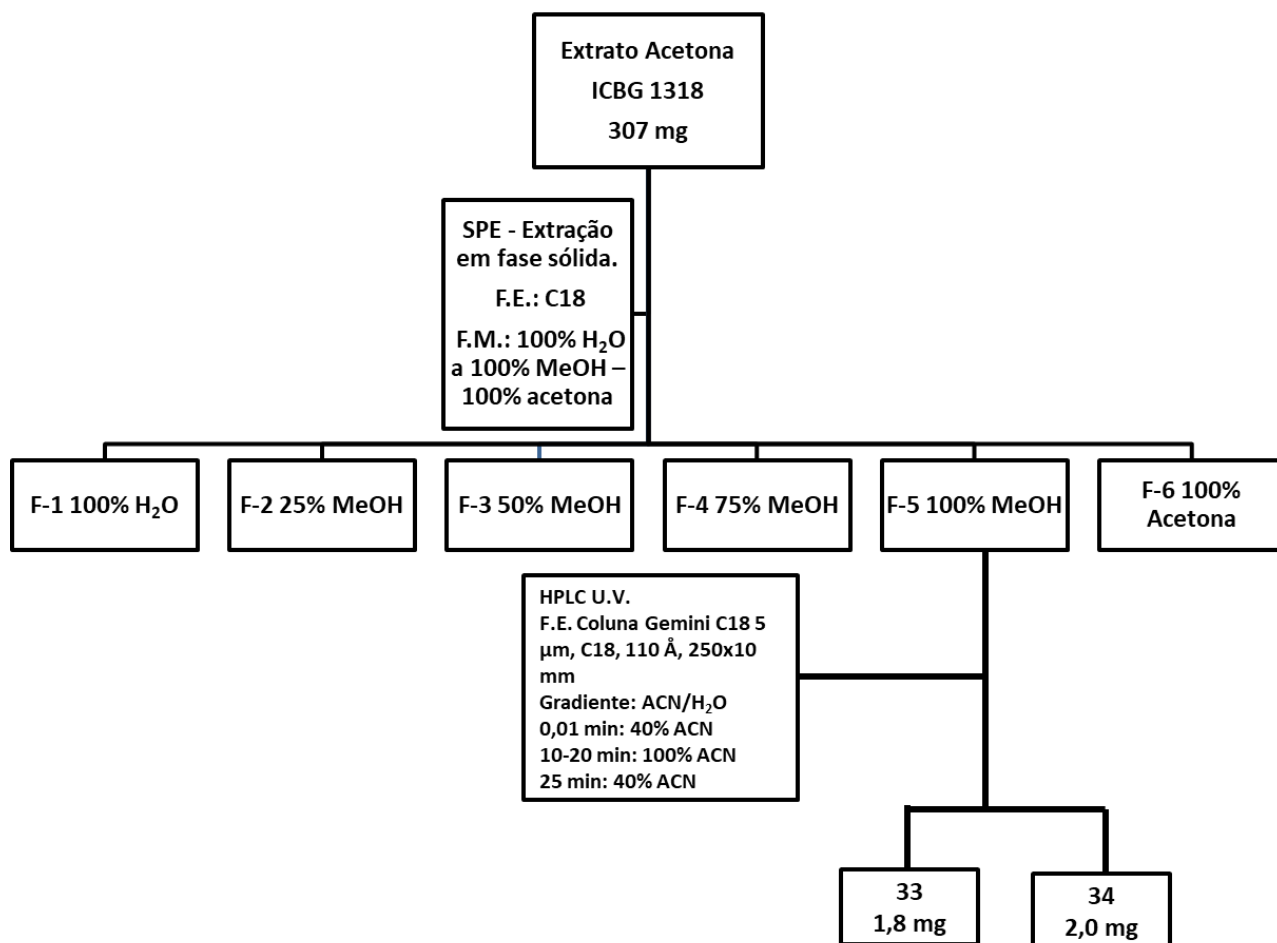 Extrato Acetona
ICBG 1318
307 mg
SPE - Extração
em fase sólida.
F.E.: C18
F.M.: 100% H₂O
a 100% MeOH –
100% acetona
F-1 100% H₂O
F-2 25% MeOH
F-3 50% MeOH
F-4 75% MeOH
F-5 100% MeOH
F-6 100%
Acetona
HPLC U.V.
F.E. Coluna Gemini C18 5
µm, C18, 110 Å, 250x10
mm
Gradiente: ACN/H₂O
0,01 min: 40% ACN
10-20 min: 100% ACN
25 min: 40% ACN
33
1,8 mg
34
2,0 mg